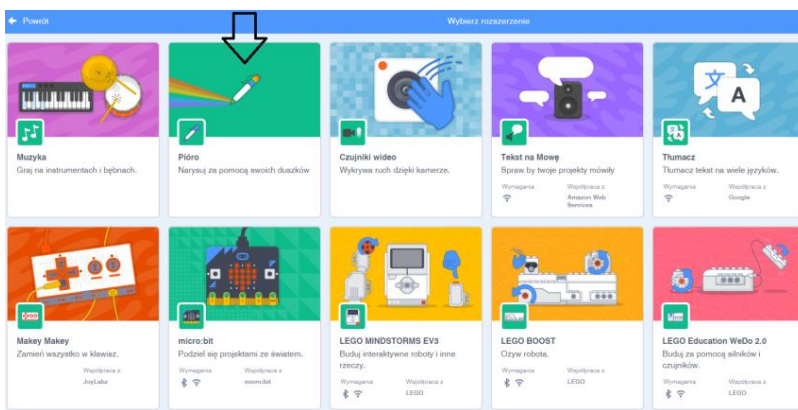 Powrót
Wybierz rozszerzenie
文 A
Muzyka
Graj na instrumentach i bębnach.
Pióro
Narysuj za pomocą swoich duszków
Czujniki wideo
Wykrywa ruch dzięki kamerze.
Tekst na Mowę
Spraw by twoje projekty mówiły
Wymagania
Współpraca z
Amazon Web Services
Tłumacz
Tłumacz tekst na wiele języków.
Wymagania
Współpraca z
Google
Makey Makey
Zamień wszystko w klawisz.
Współpraca z
JoyLabz
micro:bit
Podziel się projektami ze światem.
Wymagania
Współpraca z
micro:bit
LEGO MINDSTORMS EV3
Buduj interaktywne roboty i inne
rzeczy.
Wymagania
Współpraca z
LEGO
LEGO BOOST
Ożyw robota.
Wymagania
Współpraca z
LEGO
LEGO Education WeDo 2.0
Buduj za pomocą silników i
czujników.
Wymagania
Współpraca z
LEGO